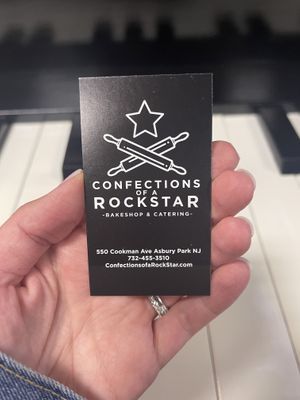 CONFECTIONS
OF A
ROCKSTAR
-BAKESHOP & CATERING-
550 Cookman Ave Asbury Park NJ
732-455-3510
ConfectionsofaRockStar.com